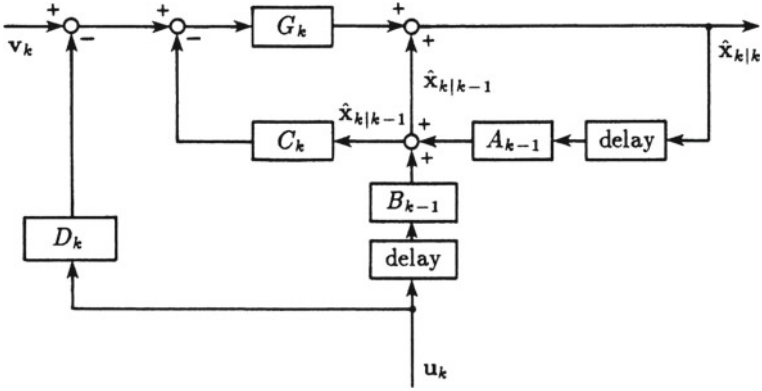 + + G_k +
v_k − − + x̂_{k|k}
x̂_{k|k−1}
x̂_{k|k−1} +
C_k + A_{k−1} delay
+
B_{k−1}
D_k
delay
u_k